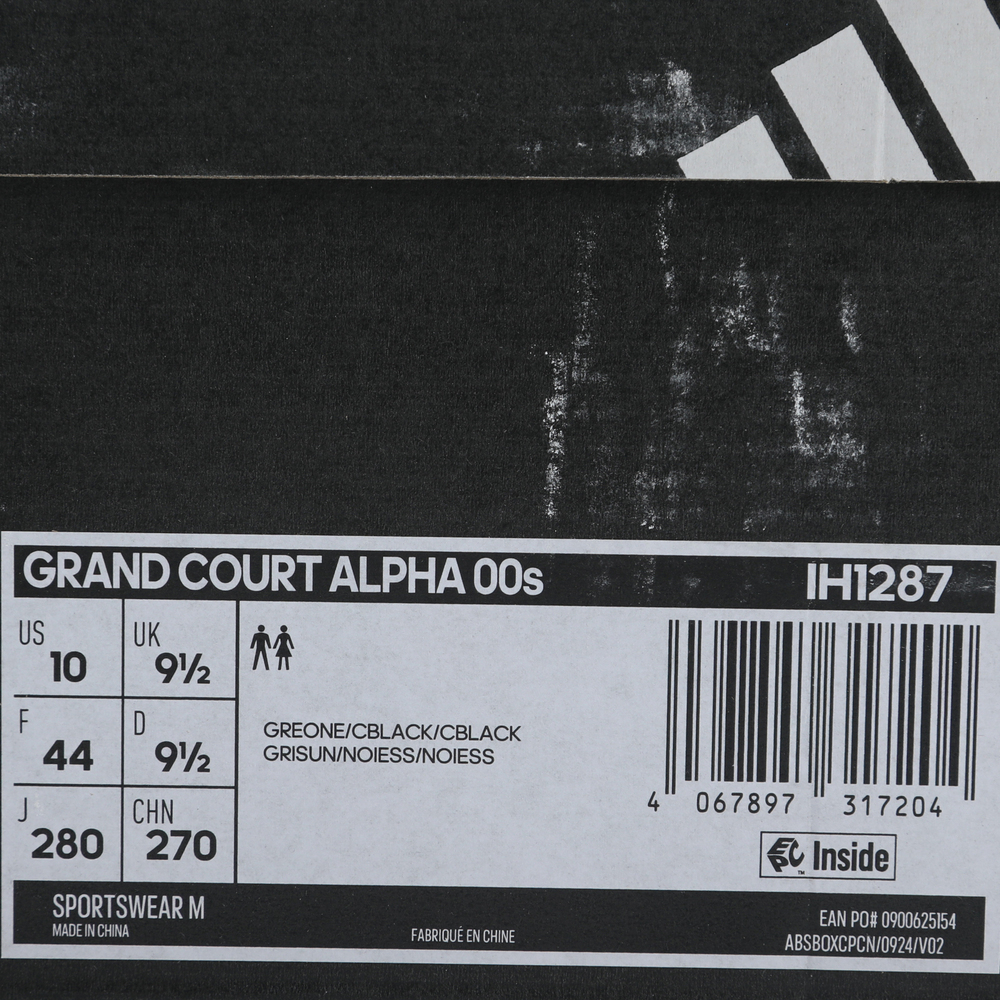 GRAND COURT ALPHA 00s IH1287
US 10 UK 9½
F 44 D 9½
J 280 CHN 270
GREONE/CBLACK/CBLACK
GRISUN/NOIESS/NOIESS
4 067897 317204
EPC™ Inside
SPORTSWEAR M
MADE IN CHINA
FABRIQUÉ EN CHINE
EAN PO# 0900625154
ABSBOXCPCN/0924/V02